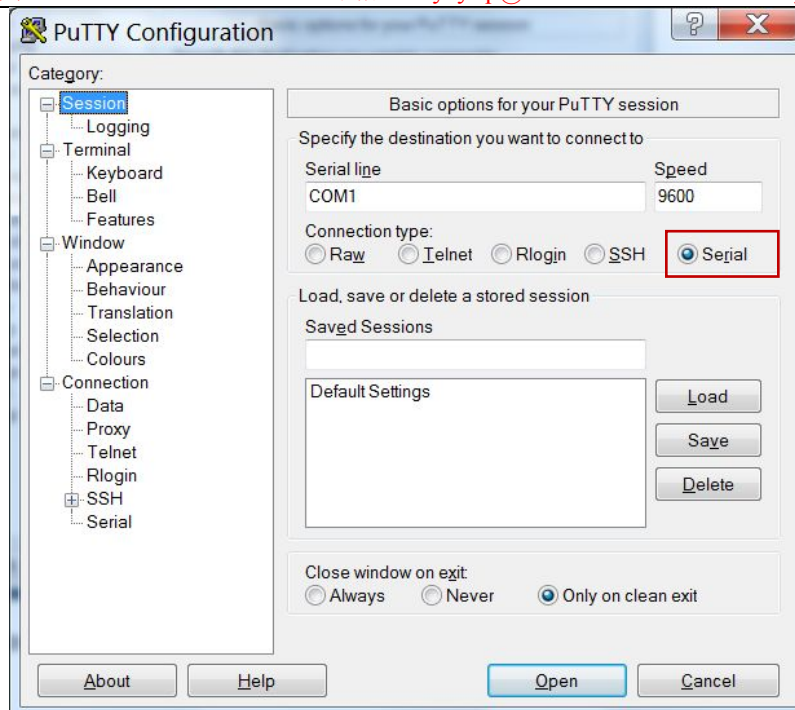 PuTTY Configuration
Category:
Session
Logging
Terminal
Keyboard
Bell
Features
Window
Appearance
Behaviour
Translation
Selection
Colours
Connection
Data
Proxy
Telnet
Rlogin
SSH
Serial
Basic options for your PuTTY session
Specify the destination you want to connect to
Serial line Speed
COM1 9600
Connection type:
Raw Telnet Rlogin SSH Serial
Load, save or delete a stored session
Saved Sessions
Default Settings
Load
Save
Delete
Close window on exit:
Always Never Only on clean exit
About Help Open Cancel